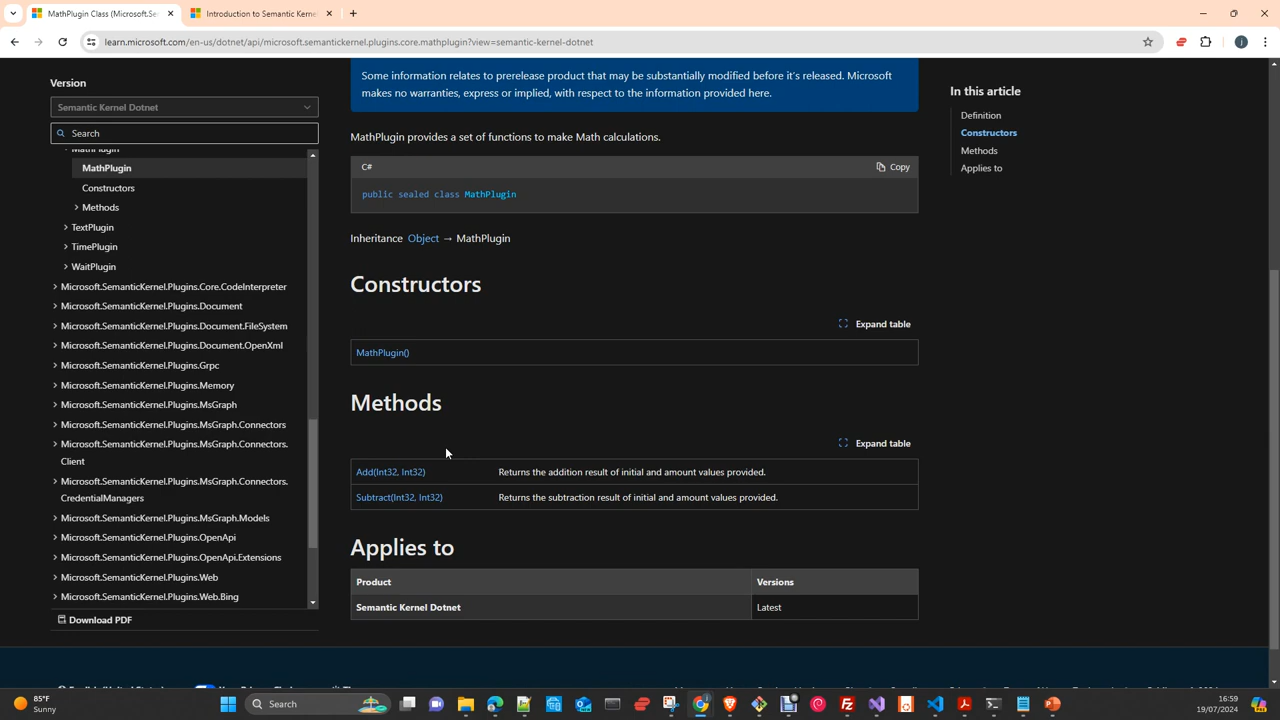 MathPlugin Class (Microsoft.Se
Introduction to Semantic Kernel
learn.microsoft.com/en-us/dotnet/api/microsoft.semantickernel.plugins.core.mathplugin?view=semantic-kernel-dotnet
Version
Semantic Kernel Dotnet
Search
MathPlugin
MathPlugin
Constructors
Methods
TextPlugin
TimePlugin
WaitPlugin
Microsoft.SemanticKernel.Plugins.Core.CodeInterpreter
Microsoft.SemanticKernel.Plugins.Document
Microsoft.SemanticKernel.Plugins.Document.FileSystem
Microsoft.SemanticKernel.Plugins.Document.OpenXml
Microsoft.SemanticKernel.Plugins.Grpc
Microsoft.SemanticKernel.Plugins.Memory
Microsoft.SemanticKernel.Plugins.MsGraph
Microsoft.SemanticKernel.Plugins.MsGraph.Connectors
Microsoft.SemanticKernel.Plugins.MsGraph.Connectors.
Client
Microsoft.SemanticKernel.Plugins.MsGraph.Connectors.
CredentialManagers
Microsoft.SemanticKernel.Plugins.MsGraph.Models
Microsoft.SemanticKernel.Plugins.OpenApi
Microsoft.SemanticKernel.Plugins.OpenApi.Extensions
Microsoft.SemanticKernel.Plugins.Web
Microsoft.SemanticKernel.Plugins.Web.Bing
Download PDF
Some information relates to prerelease product that may be substantially modified before it's released. Microsoft
makes no warranties, express or implied, with respect to the information provided here.
MathPlugin provides a set of functions to make Math calculations.
C#
Copy
public sealed class MathPlugin
Inheritance Object → MathPlugin
Constructors
Expand table
MathPlugin()
Methods
Expand table
Add(Int32, Int32) Returns the addition result of initial and amount values provided.
Subtract(Int32, Int32) Returns the subtraction result of initial and amount values provided.
Applies to
Product Versions
Semantic Kernel Dotnet Latest
In this article
Definition
Constructors
Methods
Applies to
85°F
Sunny
Search
16:59
19/07/2024